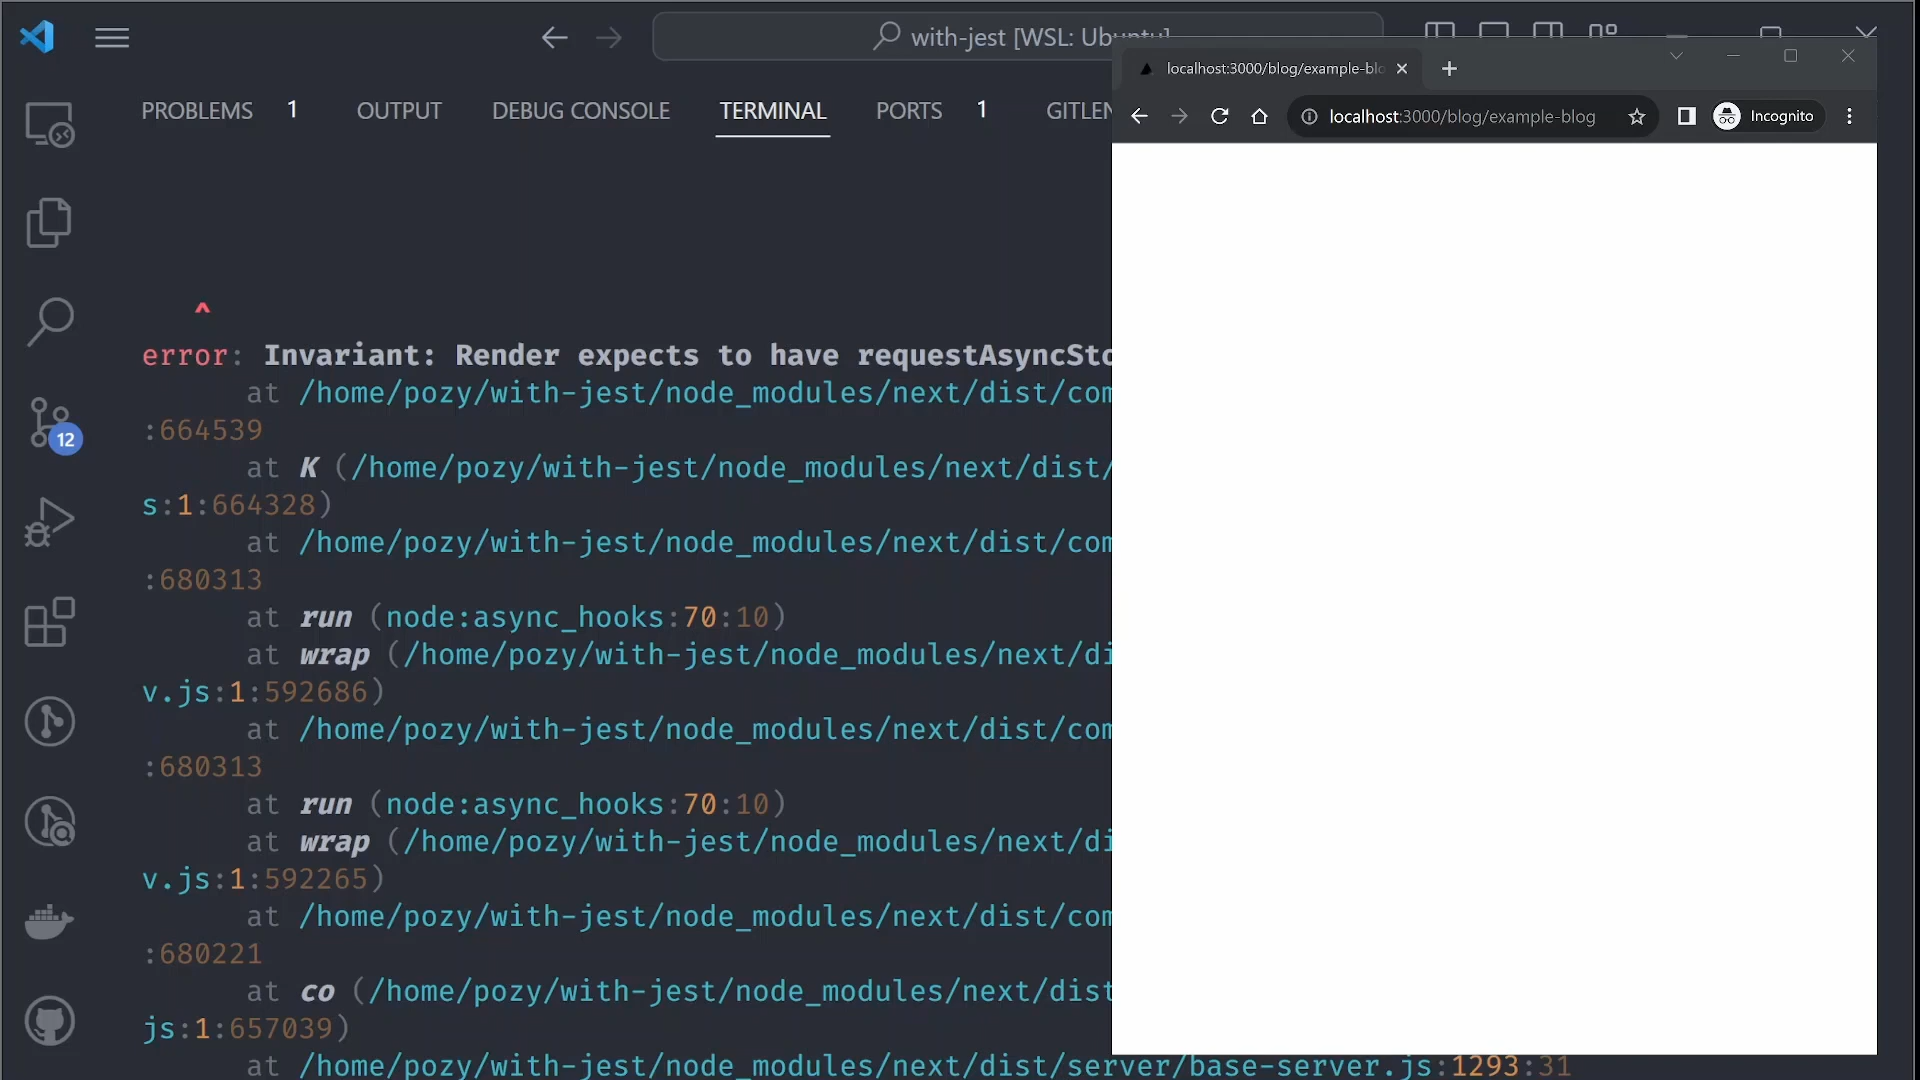 with-jest [WSL: Ubuntu]
localhost:3000/blog/example-blo
PROBLEMS 1 OUTPUT DEBUG CONSOLE TERMINAL PORTS 1 GITLEN
localhost:3000/blog/example-blog Incognito
^
error: Invariant: Render expects to have requestAsyncSto
at /home/pozy/with-jest/node_modules/next/dist/com
:664539
at K (/home/pozy/with-jest/node_modules/next/dist/
s:1:664328)
at /home/pozy/with-jest/node_modules/next/dist/com
:680313
at run (node:async_hooks:70:10)
at wrap (/home/pozy/with-jest/node_modules/next/di
v.js:1:592686)
at /home/pozy/with-jest/node_modules/next/dist/com
:680313
at run (node:async_hooks:70:10)
at wrap (/home/pozy/with-jest/node_modules/next/di
v.js:1:592265)
at /home/pozy/with-jest/node_modules/next/dist/com
:680221
at co (/home/pozy/with-jest/node_modules/next/dist
js:1:657039)
at /home/pozy/with-jest/node_modules/next/dist/server/base-server.js:1293:31
12